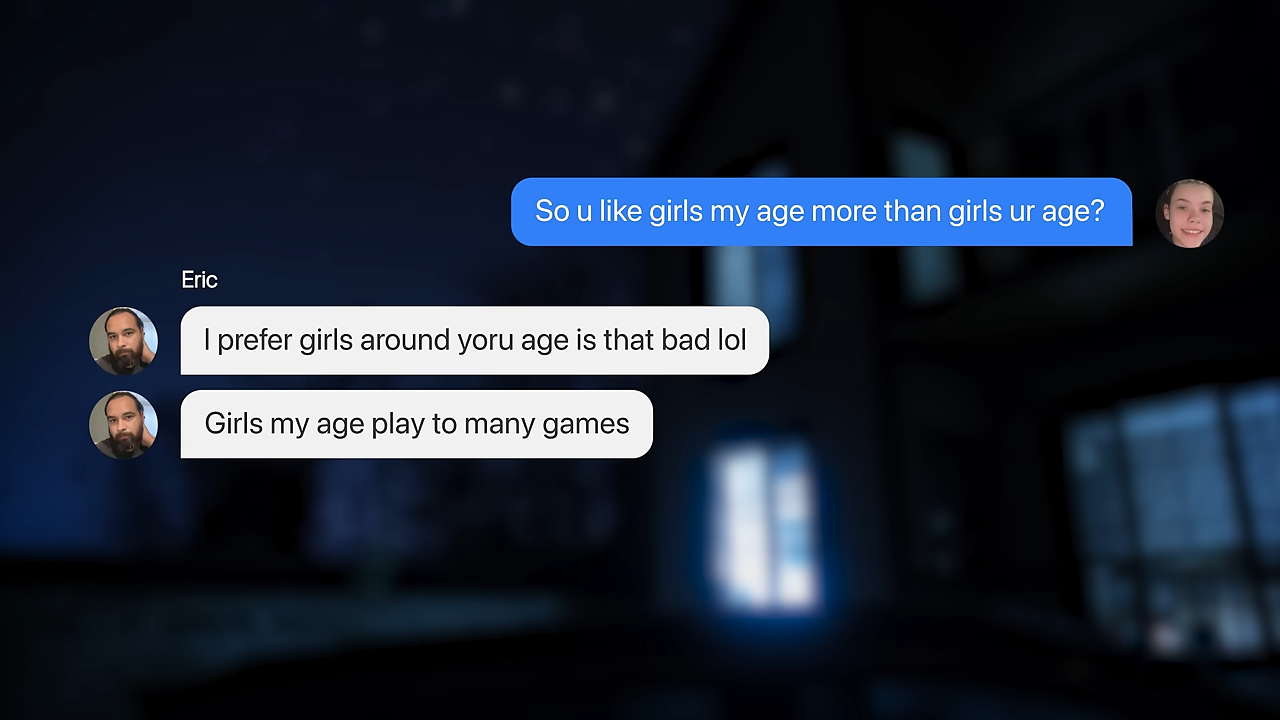 So u like girls my age more than girls ur age?
Eric
I prefer girls around yoru age is that bad lol
Girls my age play to many games